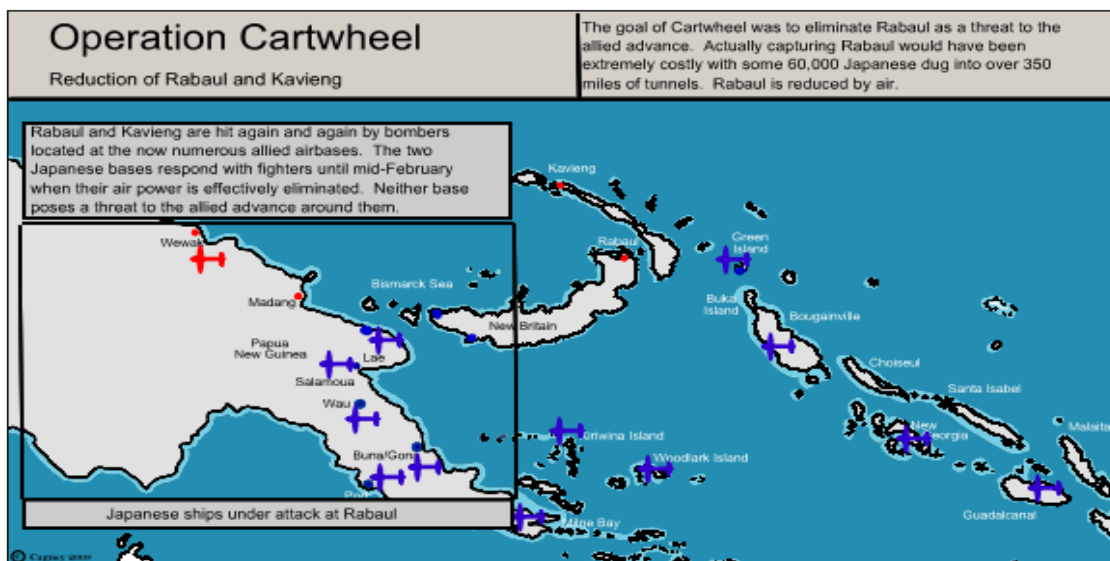 Operation Cartwheel
Reduction of Rabaul and Kavieng
The goal of Cartwheel was to eliminate Rabaul as a threat to the
allied advance. Actually capturing Rabaul would have been
extremely costly with some 60,000 Japanese dug into over 350
miles of tunnels. Rabaul is reduced by air.
Rabaul and Kavieng are hit again and again by bombers
located at the now numerous allied airbases. The two
Japanese bases respond with fighters until mid-February
when their air power is effectively eliminated. Neither base
poses a threat to the allied advance around them.
Kavieng
Wewak
Rabaul
Green
Island
Bismarck Sea
Madang
Buka
Island
Bougainville
New Britain
Papua
New Guinea
Lae
Choiseul
Salamoua
Santa Isabel
Wau
New
Georgia
Malaita
Kiriwina Island
Buna/Gona
Woodlark Island
Port
Guadalcanal
Milne Bay
Japanese ships under attack at Rabaul
©